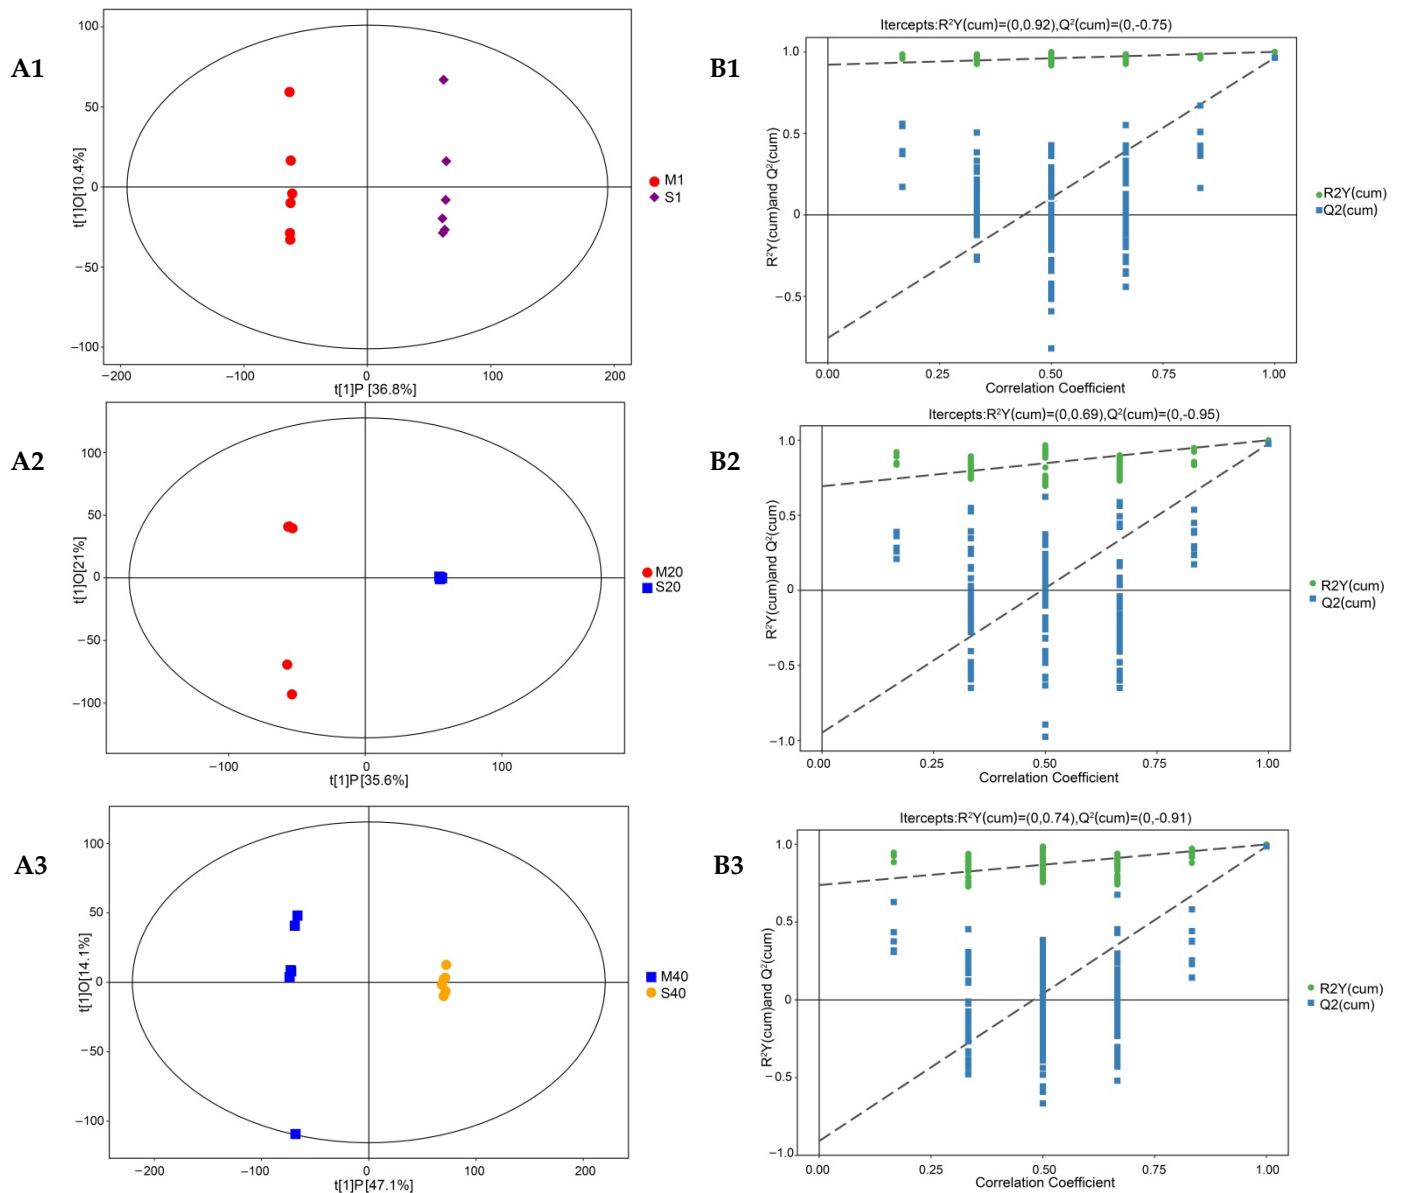 A1
100
50
0
−50
−100
t[1]O[10.4%]
−200
−100
0
100
200
t[1]P [36.8%]
M1
S1
B1
Itercepts:R²Y(cum)=(0,0.92),Q²(cum)=(0,-0.75)
1.0
0.5
0
−0.5
R²Y(cum)and Q²(cum)
0.00
0.25
0.50
0.75
1.00
Correlation Coefficient
R2Y(cum)
Q2(cum)
A2
100
50
0
−50
−100
t[1]O[21%]
−100
0
100
t[1]P[35.6%]
M20
S20
B2
Itercepts:R²Y(cum)=(0,0.69),Q²(cum)=(0,-0.95)
1.0
0.5
0
−0.5
−1.0
R²Y(cum)and Q²(cum)
0.00
0.25
0.50
0.75
1.00
Correlation Coefficient
R2Y(cum)
Q2(cum)
A3
100
50
0
−50
−100
t[1]O[14.1%]
−200
−100
0
100
200
t[1]P[47.1%]
M40
S40
B3
Itercepts:R²Y(cum)=(0,0.74),Q²(cum)=(0,-0.91)
1.0
0.5
0
−0.5
−1.0
R²Y(cum)and Q²(cum)
0.00
0.25
0.50
0.75
1.00
Correlation Coefficient
R2Y(cum)
Q2(cum)